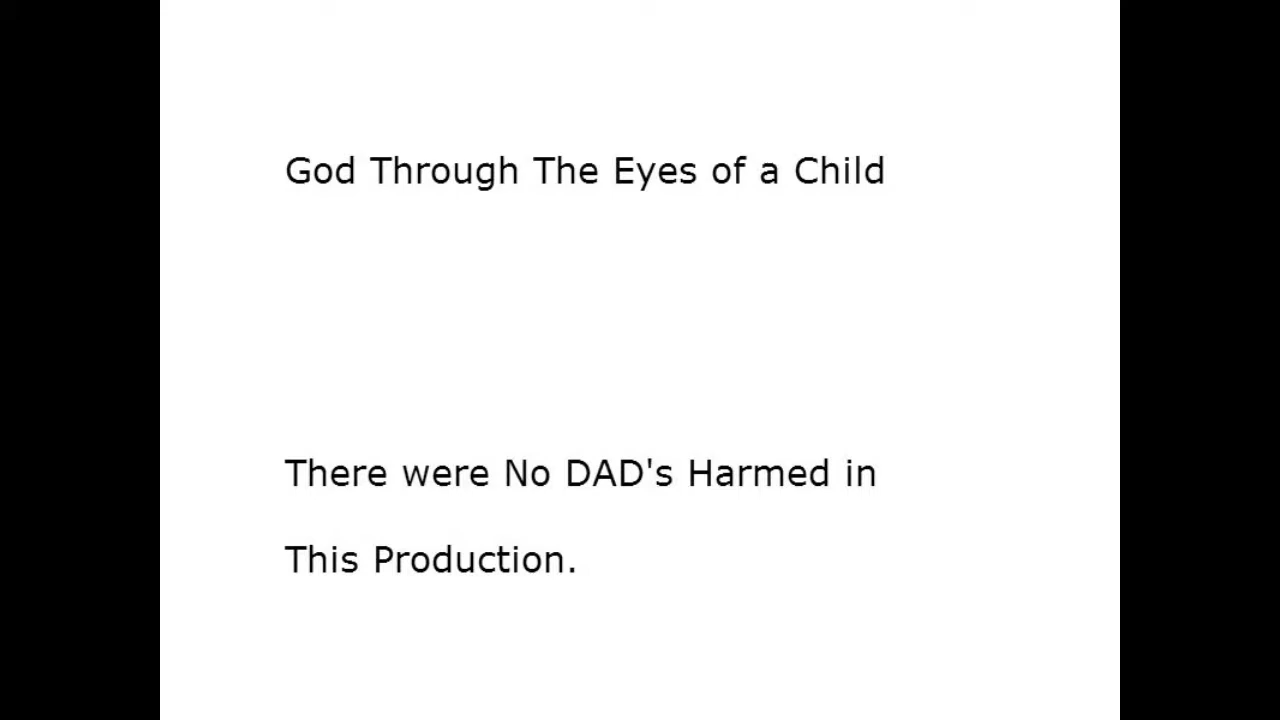 God Through The Eyes of a Child
There were No DAD's Harmed in
This Production.